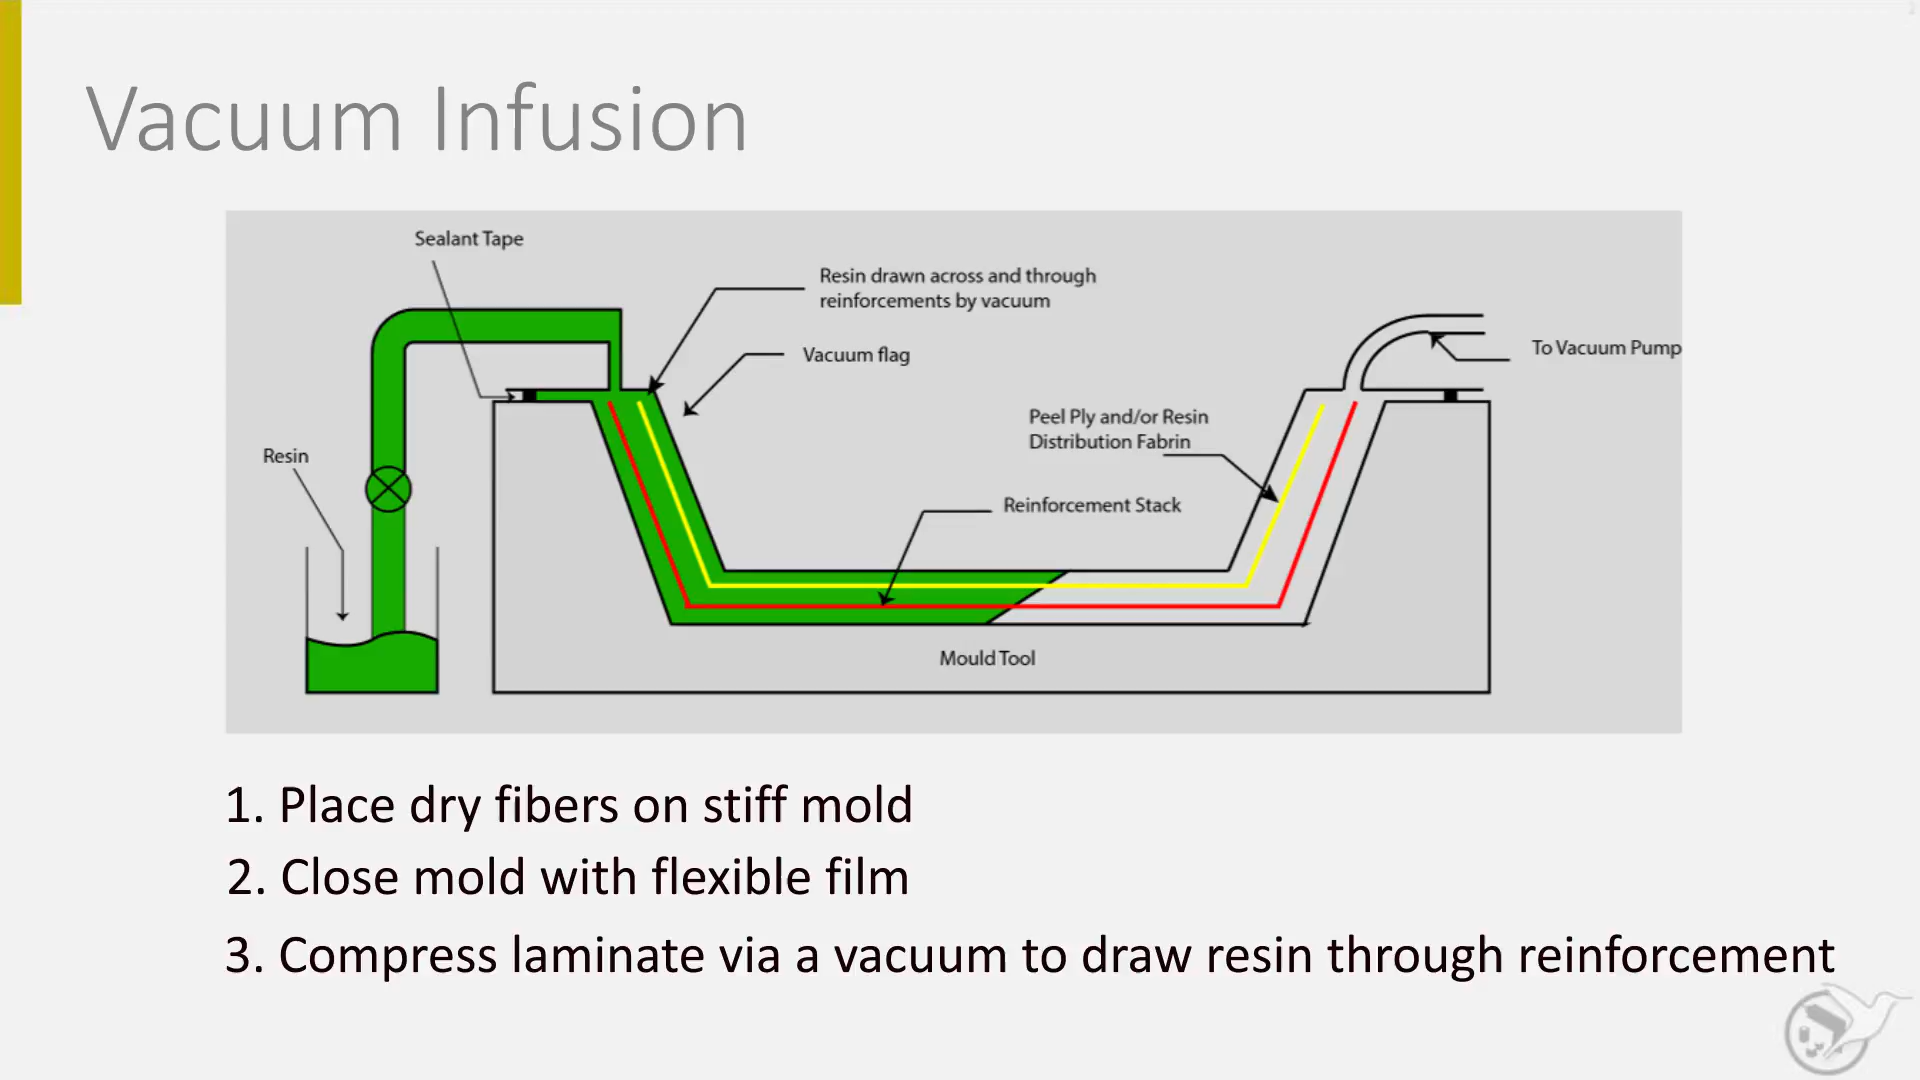 Vacuum Infusion
Sealant Tape
Resin drawn across and through
reinforcements by vacuum
Vacuum flag
To Vacuum Pump
Peel Ply and/or Resin
Distribution Fabrin
Resin
Reinforcement Stack
Mould Tool
1. Place dry fibers on stiff mold
2. Close mold with flexible film
3. Compress laminate via a vacuum to draw resin through reinforcement